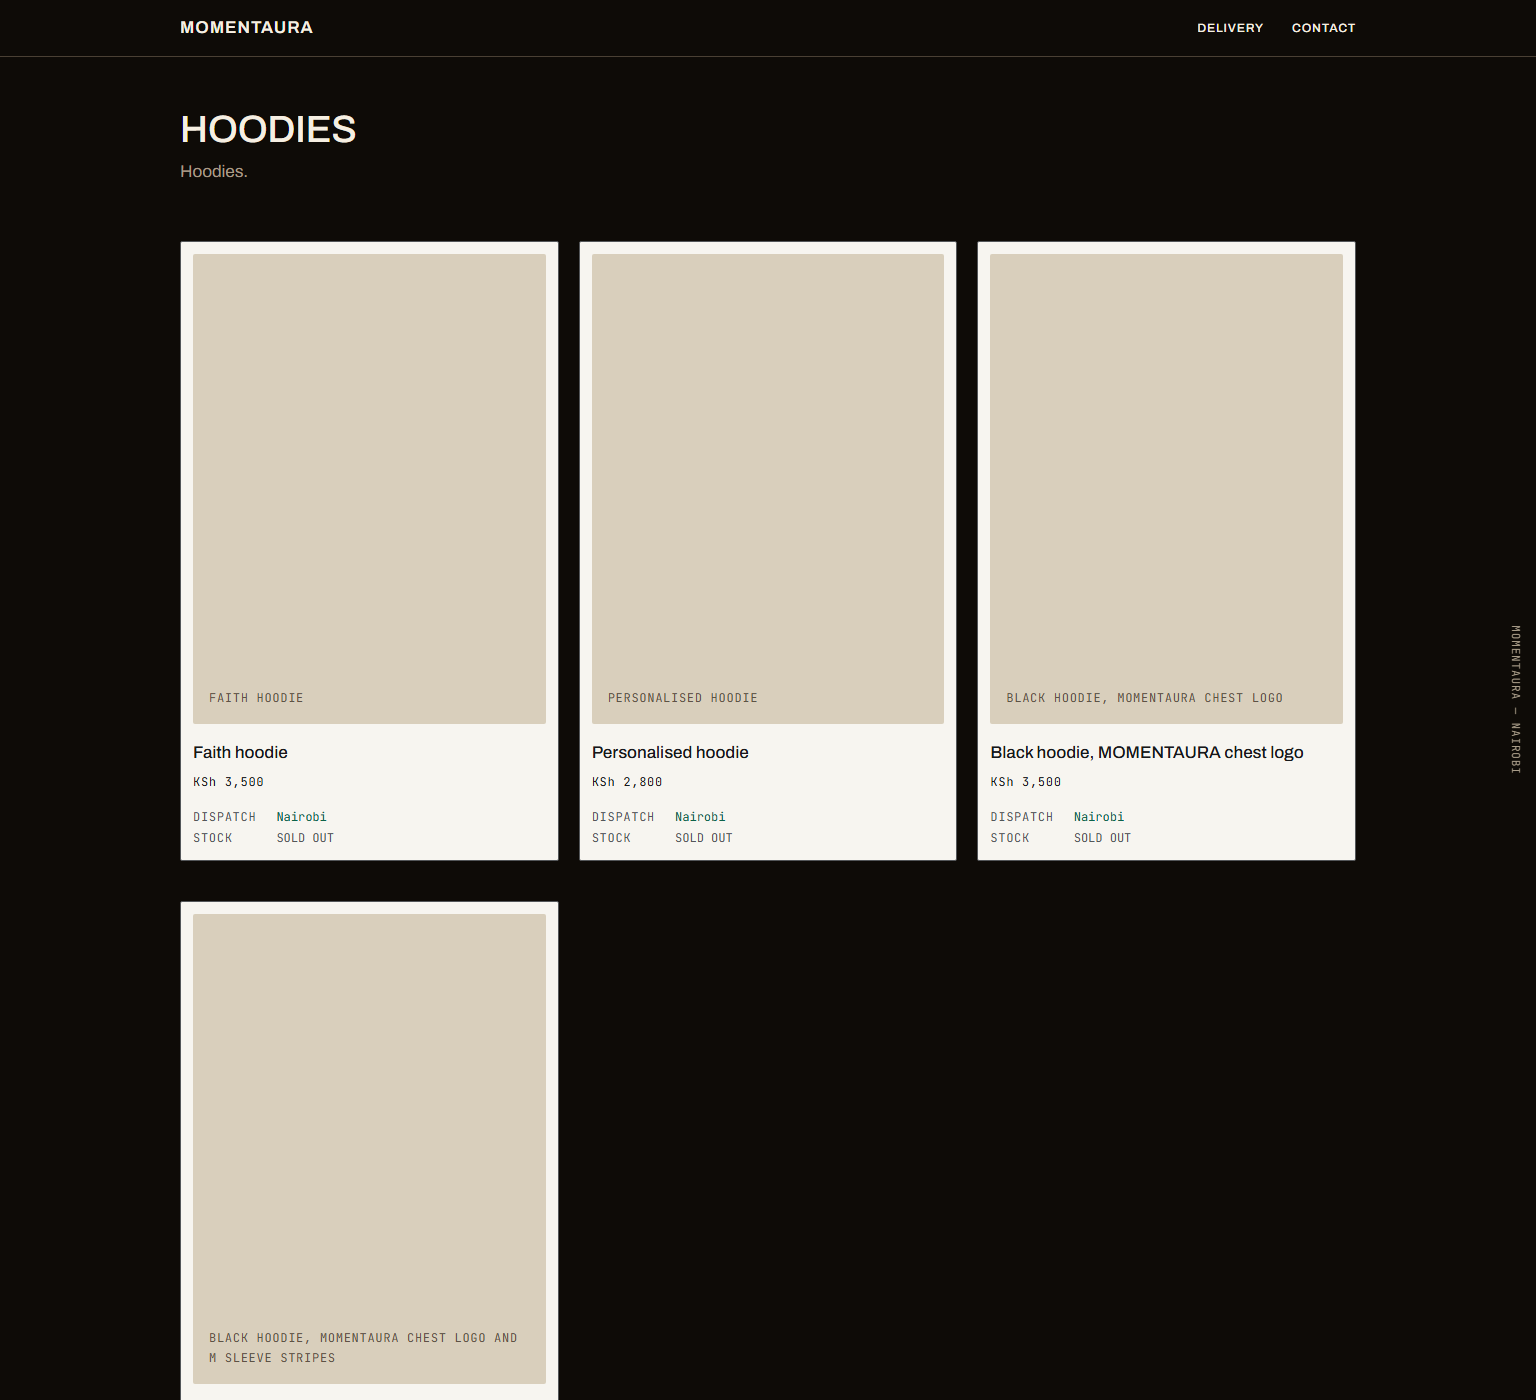 MOMENTAURA
DELIVERY CONTACT
HOODIES
Hoodies.
FAITH HOODIE
Faith hoodie
KSh 3,500
DISPATCH Nairobi
STOCK SOLD OUT
PERSONALISED HOODIE
Personalised hoodie
KSh 2,800
DISPATCH Nairobi
STOCK SOLD OUT
BLACK HOODIE, MOMENTAURA CHEST LOGO
Black hoodie, MOMENTAURA chest logo
KSh 3,500
DISPATCH Nairobi
STOCK SOLD OUT
BLACK HOODIE, MOMENTAURA CHEST LOGO AND
M SLEEVE STRIPES
MOMENTAURA — NAIROBI